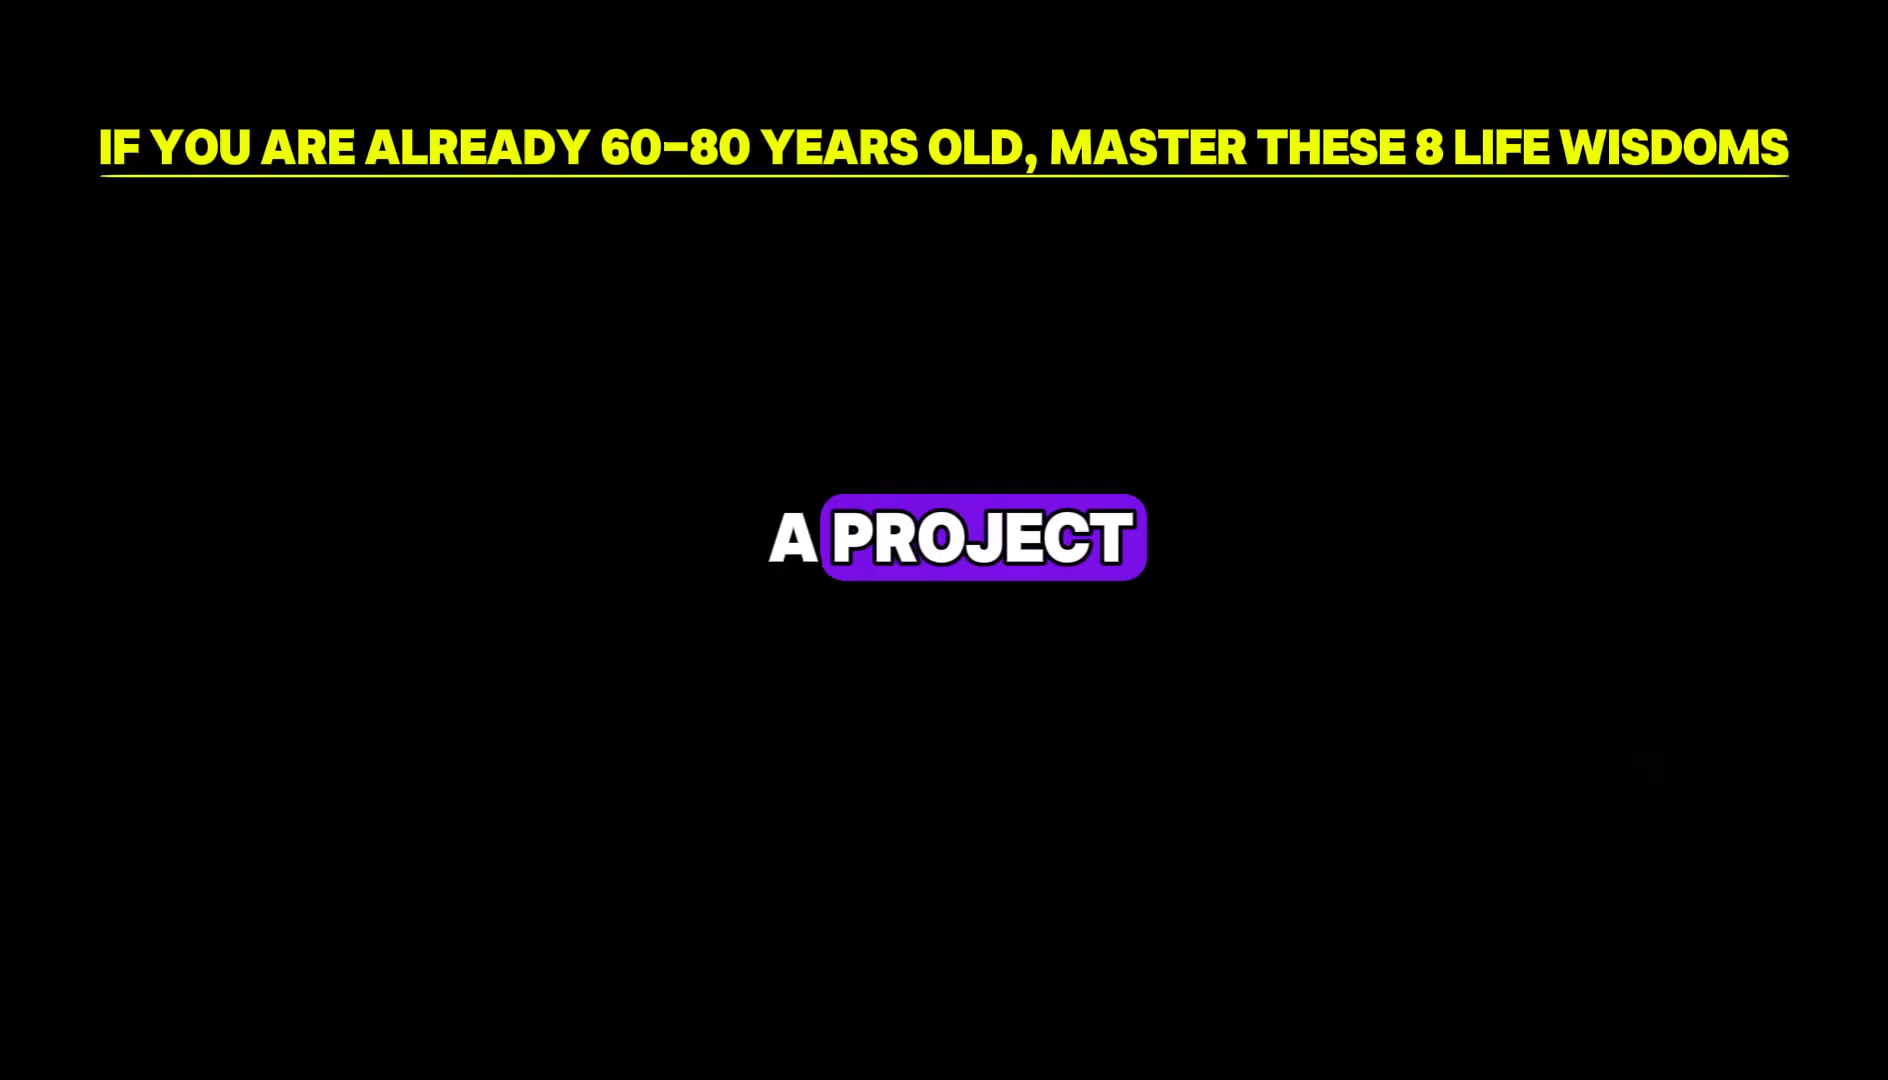 IF YOU ARE ALREADY 60-80 YEARS OLD, MASTER THESE 8 LIFE WISDOMS
A PROJECT